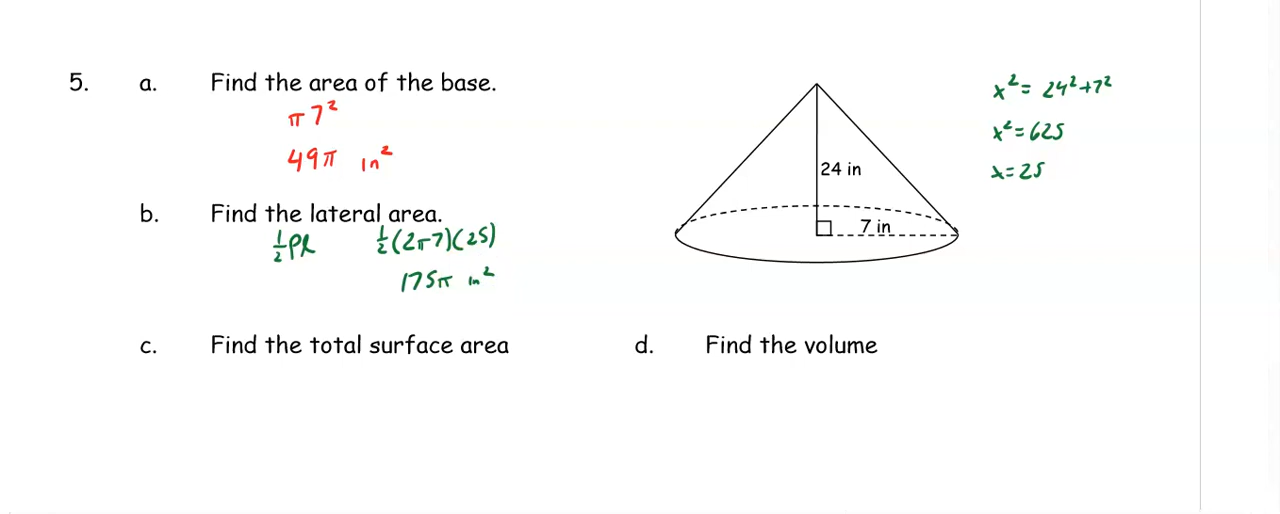 5. a. Find the area of the base.
π7²
49π in²
b. Find the lateral area.
½Pl ½(2π7)(25)
175π in²
c. Find the total surface area
24 in
7 in
x² = 24² + 7²
x² = 625
x = 25
d. Find the volume